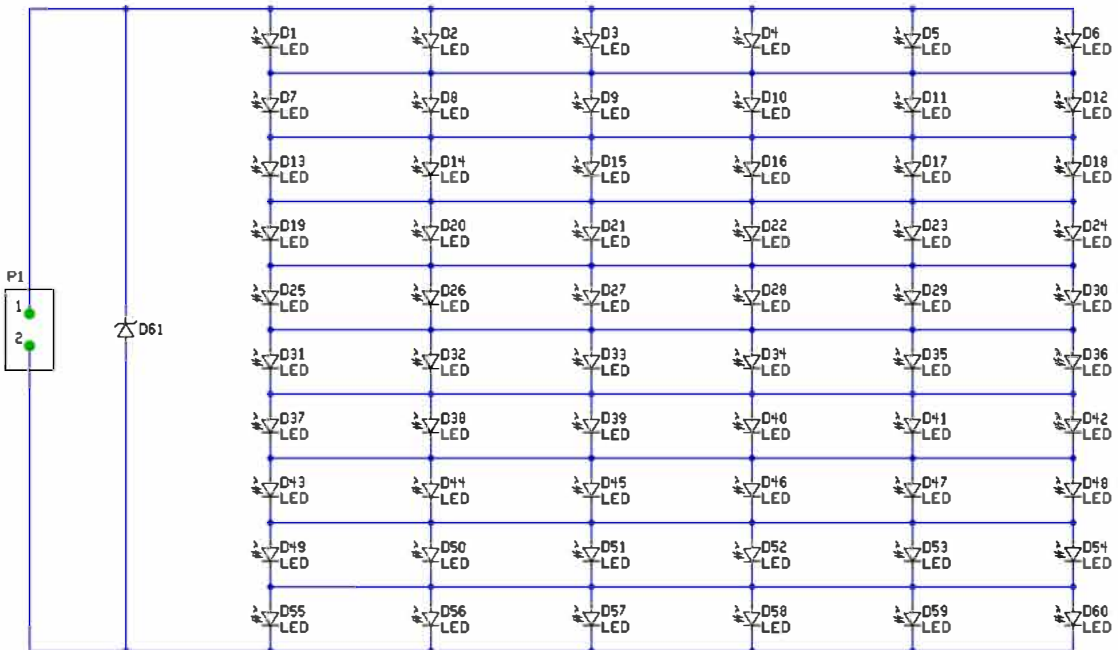 D1 D2 D3 D4 D5 D6
LED LED LED LED LED LED
D7 D8 D9 D10 D11 D12
LED LED LED LED LED LED
D13 D14 D15 D16 D17 D18
LED LED LED LED LED LED
D19 D20 D21 D22 D23 D24
LED LED LED LED LED LED
P1
D25 D26 D27 D28 D29 D30
LED LED LED LED LED LED
1
D61
2
D31 D32 D33 D34 D35 D36
LED LED LED LED LED LED
D37 D38 D39 D40 D41 D42
LED LED LED LED LED LED
D43 D44 D45 D46 D47 D48
LED LED LED LED LED LED
D49 D50 D51 D52 D53 D54
LED LED LED LED LED LED
D55 D56 D57 D58 D59 D60
LED LED LED LED LED LED